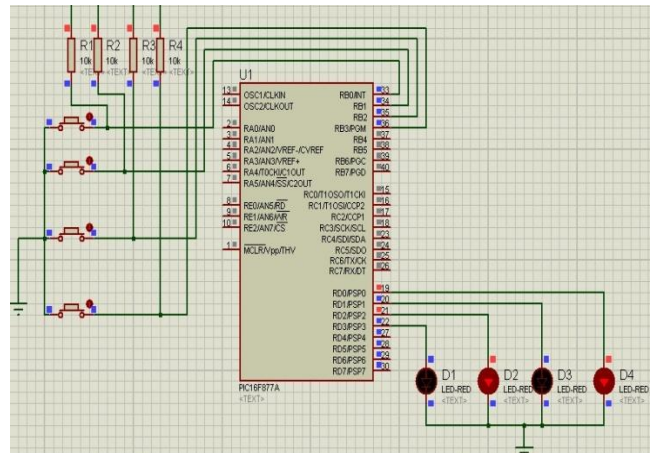 R1 R2 R3 R4
10k 10k 10k 10k
<TEXT> <TEXT>
U1
13 OSC1/CLKIN RB0/INT 33
14 OSC2/CLKOUT RB1 34
RB2 35
2 RA0/AN0 RB3/PGM 36
3 RA1/AN1 RB4 37
4 RA2/AN2/VREF-/CVREF RB5 38
5 RA3/AN3/VREF+ RB6/PGC 39
6 RA4/T0CKI/C1OUT RB7/PGD 40
7 RA5/AN4/SS/C2OUT
RC0/T1OSO/T1CKI 15
8 RE0/AN5/RD RC1/T1OSI/CCP2 16
9 RE1/AN6/WR RC2/CCP1 17
10 RE2/AN7/CS RC3/SCK/SCL 18
RC4/SDI/SDA 23
1 MCLR/Vpp/THV RC5/SDO 24
RC6/TX/CK 25
RC7/RX/DT 26
RD0/PSP0 19
RD1/PSP1 20
RD2/PSP2 21
RD3/PSP3 22
RD4/PSP4 27
RD5/PSP5 28
RD6/PSP6 29
RD7/PSP7 30
PIC16F877A
<TEXT>
D1 D2 D3 D4
LED-RED LED-RED LED-RED LED-RED
<TEXT> <TEXT> <TEXT> <TEXT>